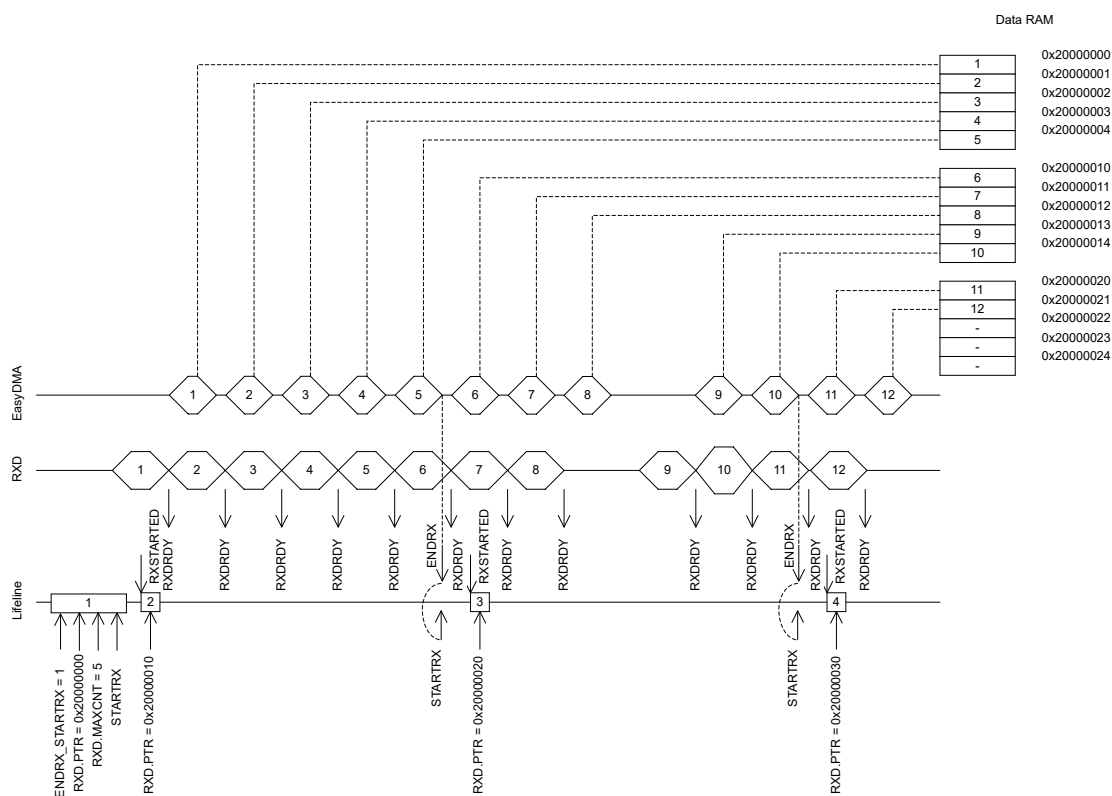 Data RAM
1
0x20000000
2
0x20000001
3
0x20000002
4
0x20000003
5
0x20000004
6
0x20000010
7
0x20000011
8
0x20000012
9
0x20000013
10
0x20000014
11
0x20000020
12
0x20000021
-
0x20000022
-
0x20000023
-
0x20000024
EasyDMA
1
2
3
4
5
6
7
8
9
10
11
12
RXD
1
2
3
4
5
6
7
8
9
10
11
12
RXSTARTED
RXDRDY
RXDRDY
RXDRDY
RXDRDY
RXDRDY
ENDRX
RXDRDY
RXSTARTED
RXDRDY
RXDRDY
RXDRDY
RXDRDY
ENDRX
RXDRDY
RXSTARTED
RXDRDY
Lifeline
1
2
3
4
ENDRX_STARTRX = 1
RXD.PTR = 0x20000000
RXD.MAXCNT = 5
STARTRX
RXD.PTR = 0x20000010
STARTRX
RXD.PTR = 0x20000020
STARTRX
RXD.PTR = 0x20000030